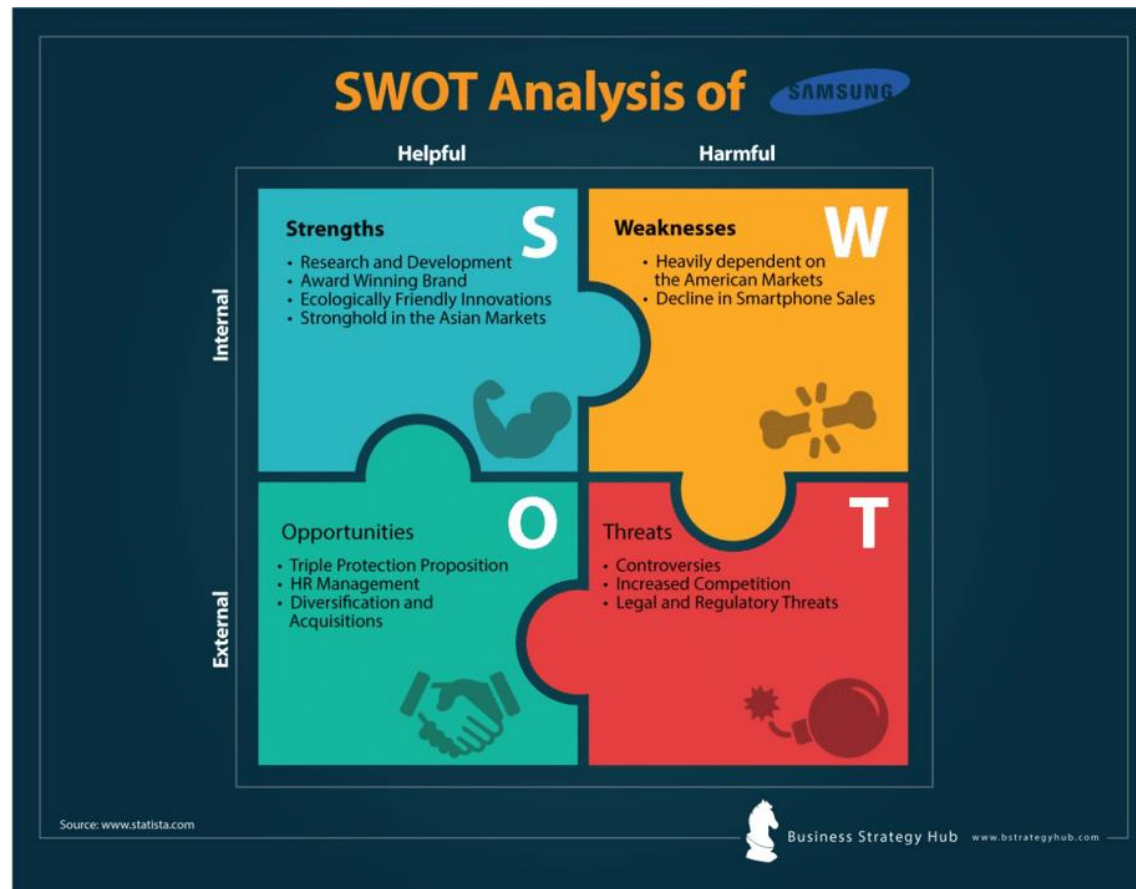 SWOT Analysis of SAMSUNG
Helpful
Harmful
Internal
Strengths
S
• Research and Development
• Award Winning Brand
• Ecologically Friendly Innovations
• Stronghold in the Asian Markets
Weaknesses
W
• Heavily dependent on
the American Markets
• Decline in Smartphone Sales
External
Opportunities
O
• Triple Protection Proposition
• HR Management
• Diversification and
Acquisitions
Threats
T
• Controversies
• Increased Competition
• Legal and Regulatory Threats
Source: www.statista.com
Business Strategy Hub www.bstrategyhub.com